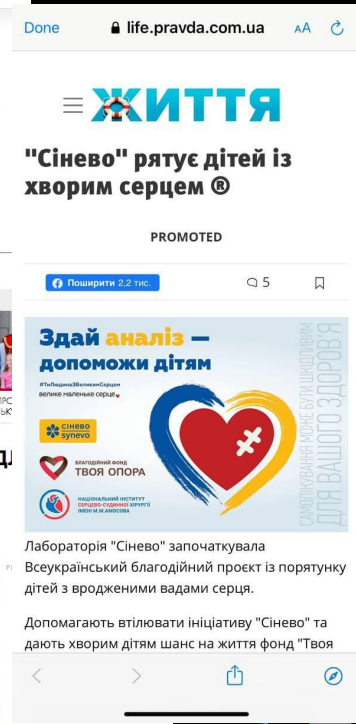 Done
life.pravda.com.ua
AA
ЖИТТЯ
"Сінево" рятує дітей із
хворим серцем ®
PROMOTED
Поширити 2,2 тис.
5
Здай аналіз —
допоможи дітям
#ТиЛюдинаЗВеликимСерцем
велике маленьке серце
сінево
synevo
БЛАГОДІЙНИЙ ФОНД
ТВОЯ ОПОРА
НАЦІОНАЛЬНИЙ ІНСТИТУТ
СЕРЦЕВО-СУДИННОЇ ХІРУРГІЇ
ІМЕНІ М.М.АМОСОВА
САМОЛІКУВАННЯ МОЖЕ БУТИ ШКІДЛИВИМ
ДЛЯ ВАШОГО ЗДОРОВ'Я
Лабораторія "Сінево" започаткувала
Всеукраїнський благодійний проєкт із порятунку
дітей з вродженими вадами серця.
Допомагають втілювати ініціативу "Сінево" та
дають хворим дітям шанс на життя фонд "Твоя